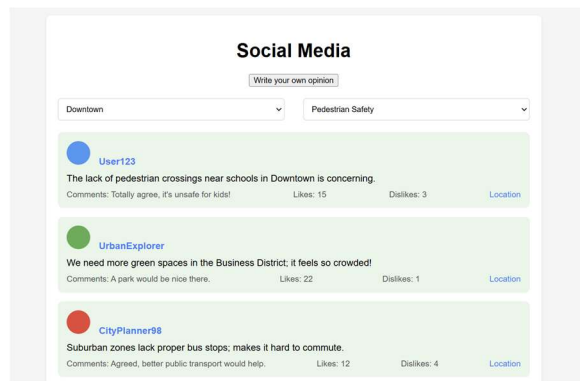 Social Media
Write your own opinion
Downtown Pedestrian Safety
User123
The lack of pedestrian crossings near schools in Downtown is concerning.
Comments: Totally agree, it's unsafe for kids! Likes: 15 Dislikes: 3 Location
UrbanExplorer
We need more green spaces in the Business District; it feels so crowded!
Comments: A park would be nice there. Likes: 22 Dislikes: 1 Location
CityPlanner98
Suburban zones lack proper bus stops; makes it hard to commute.
Comments: Agreed, better public transport would help. Likes: 12 Dislikes: 4 Location